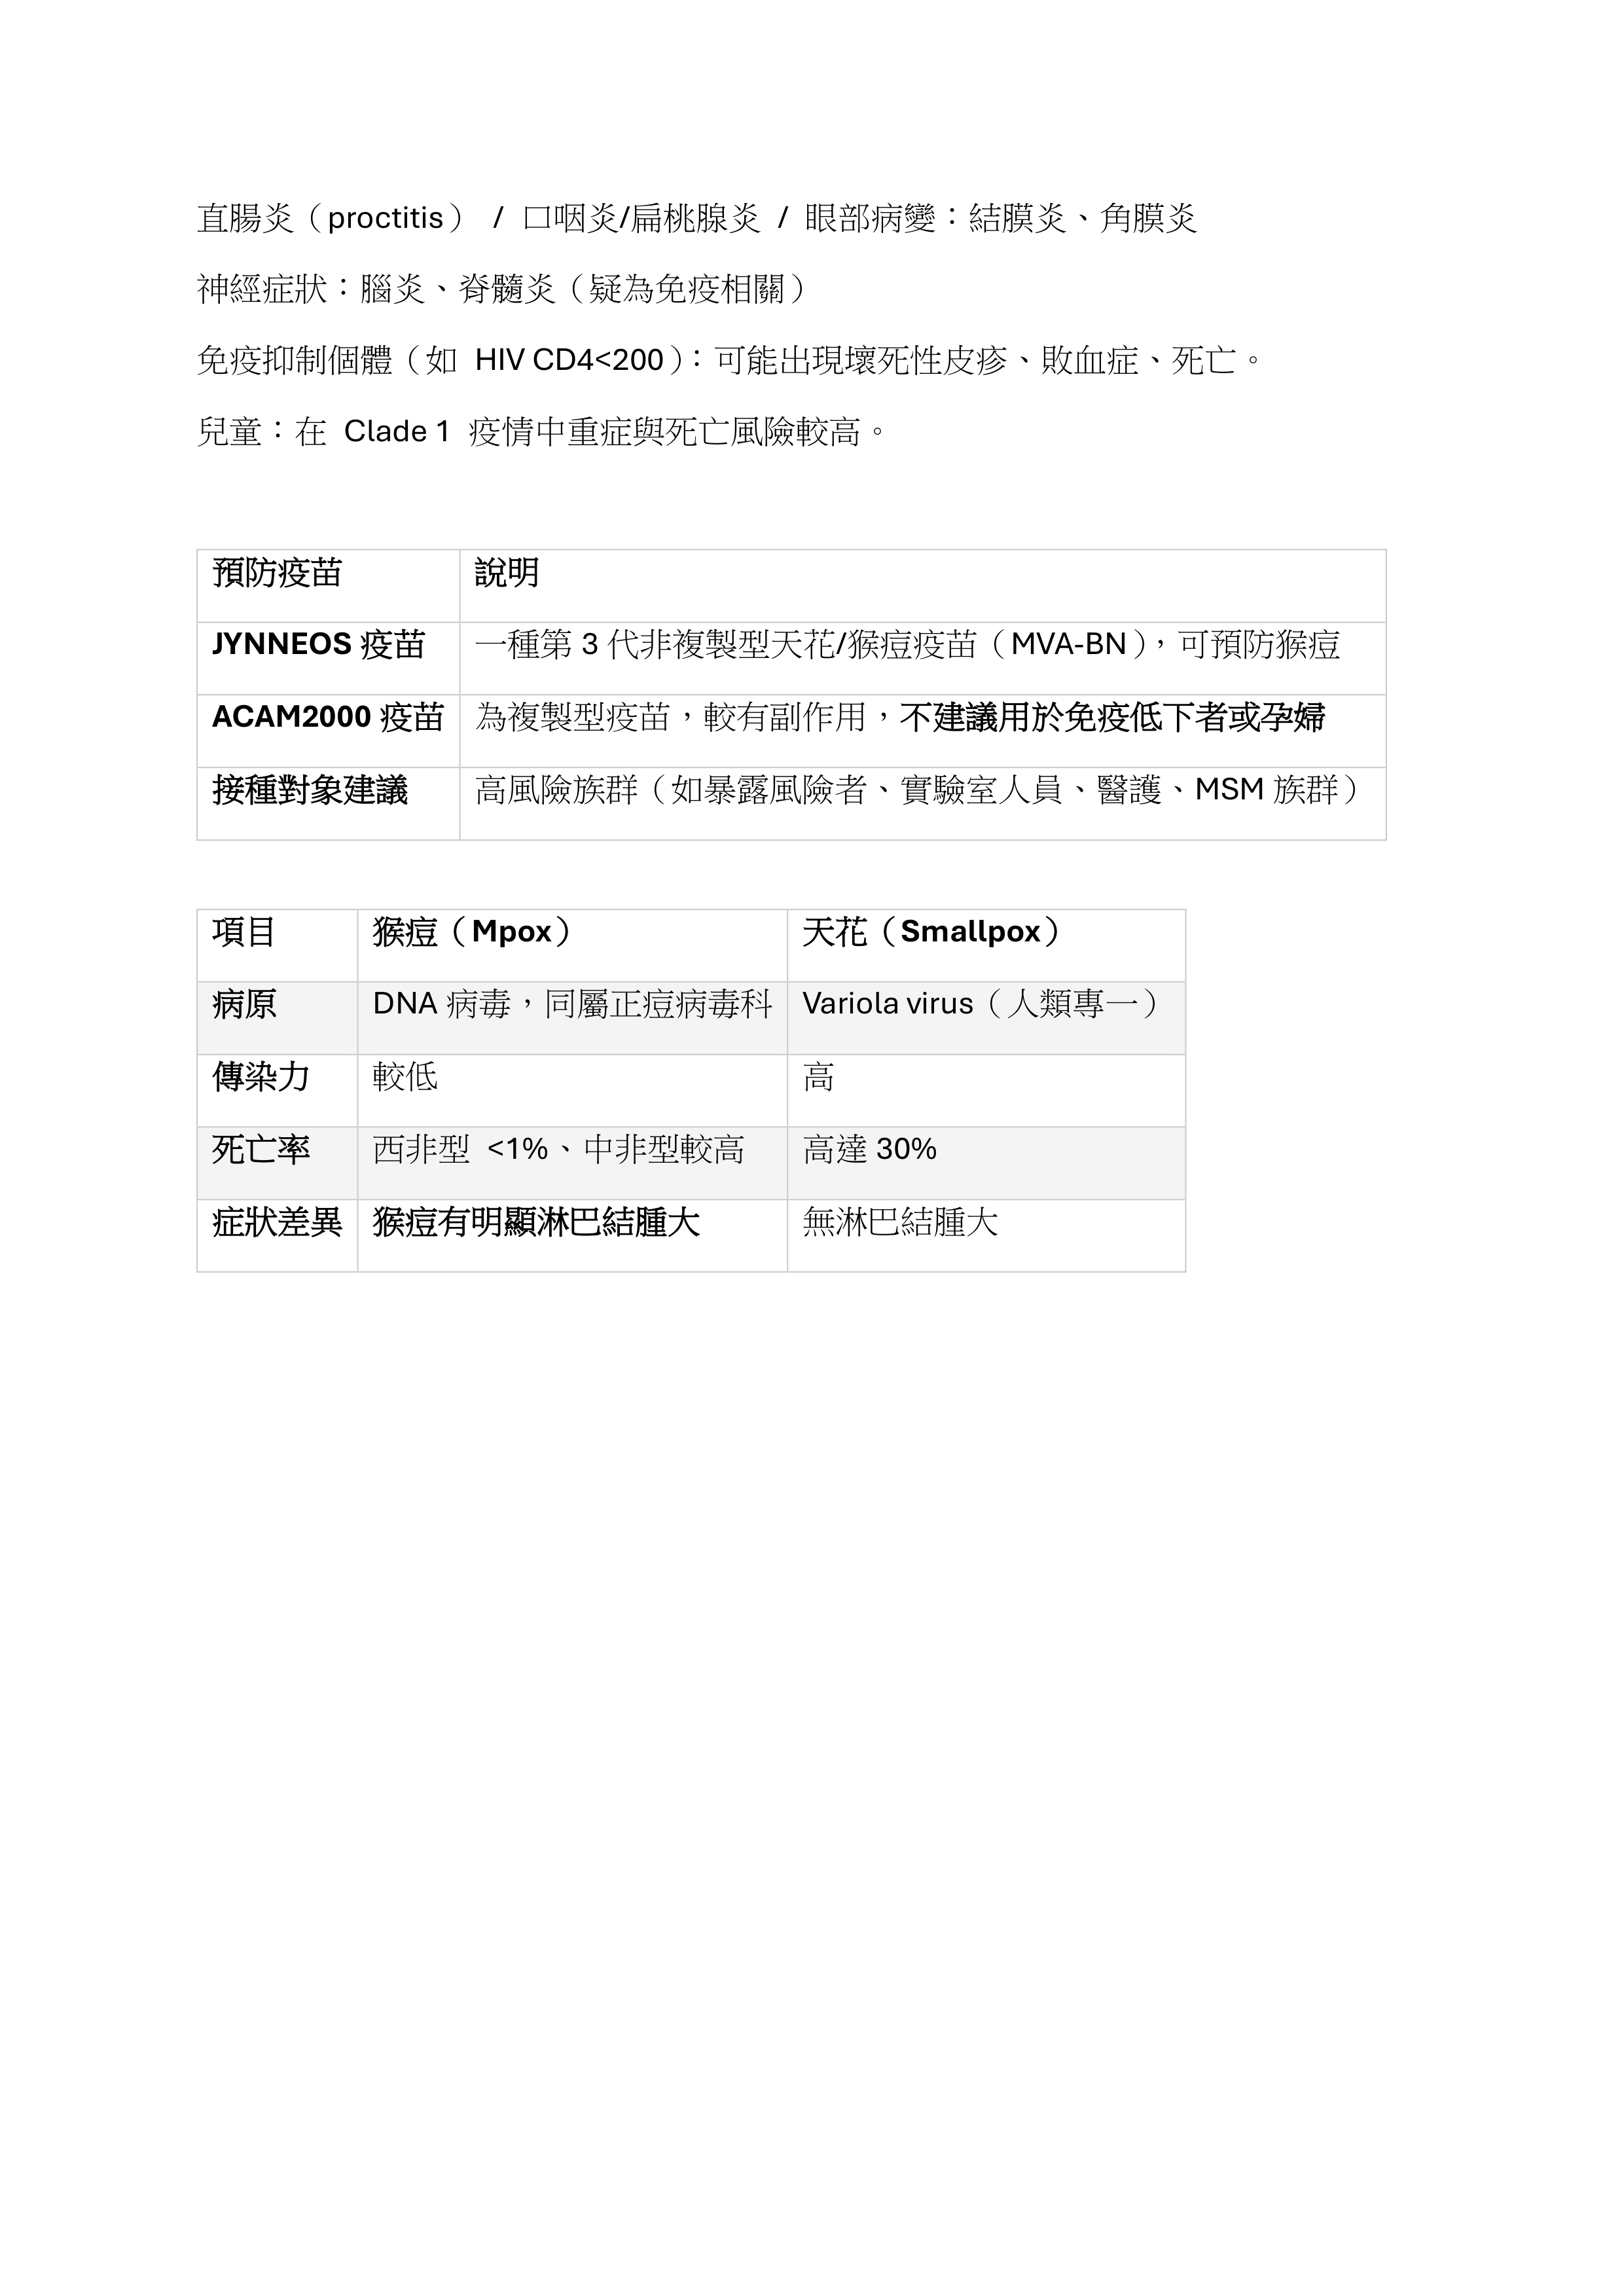 直腸炎（proctitis） / 口咽炎/扁桃腺炎 / 眼部病變：結膜炎、角膜炎
神經症狀：腦炎、脊髓炎（疑為免疫相關）
免疫抑制個體（如 HIV CD4<200）：可能出現壞死性皮疹、敗血症、死亡。
兒童：在 Clade 1 疫情中重症與死亡風險較高。
預防疫苗 說明
JYNNEOS 疫苗 一種第 3 代非複製型天花/猴痘疫苗（MVA-BN），可預防猴痘
ACAM2000 疫苗 為複製型疫苗，較有副作用，不建議用於免疫低下者或孕婦
接種對象建議 高風險族群（如暴露風險者、實驗室人員、醫護、MSM 族群）
項目 猴痘（Mpox） 天花（Smallpox）
病原 DNA 病毒，同屬正痘病毒科 Variola virus（人類專一）
傳染力 較低 高
死亡率 西非型 <1%、中非型較高 高達 30%
症狀差異 猴痘有明顯淋巴結腫大 無淋巴結腫大